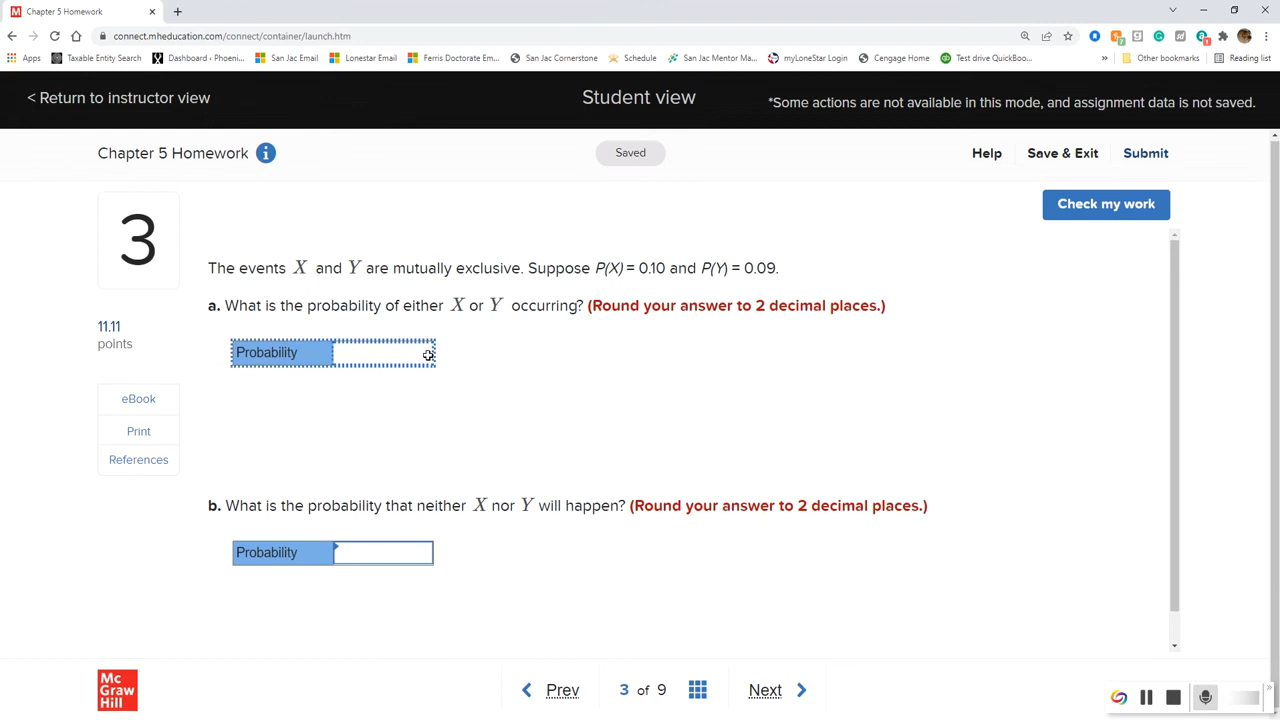 Chapter 5 Homework
connect.mheducation.com/connect/container/launch.htm
Apps Taxable Entity Search Dashboard ‹ Phoeni... San Jac Email Lonestar Email Ferris Doctorate Em... San Jac Cornerstone Schedule San Jac Mentor Ma... myLoneStar Login Cengage Home Test drive QuickBoo... » Other bookmarks Reading list
< Return to instructor view
Student view
*Some actions are not available in this mode, and assignment data is not saved.
Chapter 5 Homework i
Saved
Help Save & Exit Submit
Check my work
3
The events X and Y are mutually exclusive. Suppose P(X) = 0.10 and P(Y) = 0.09.
a. What is the probability of either X or Y occurring? (Round your answer to 2 decimal places.)
11.11
points
Probability
eBook
Print
References
b. What is the probability that neither X nor Y will happen? (Round your answer to 2 decimal places.)
Probability
Mc
Graw
Hill
Prev 3 of 9 Next